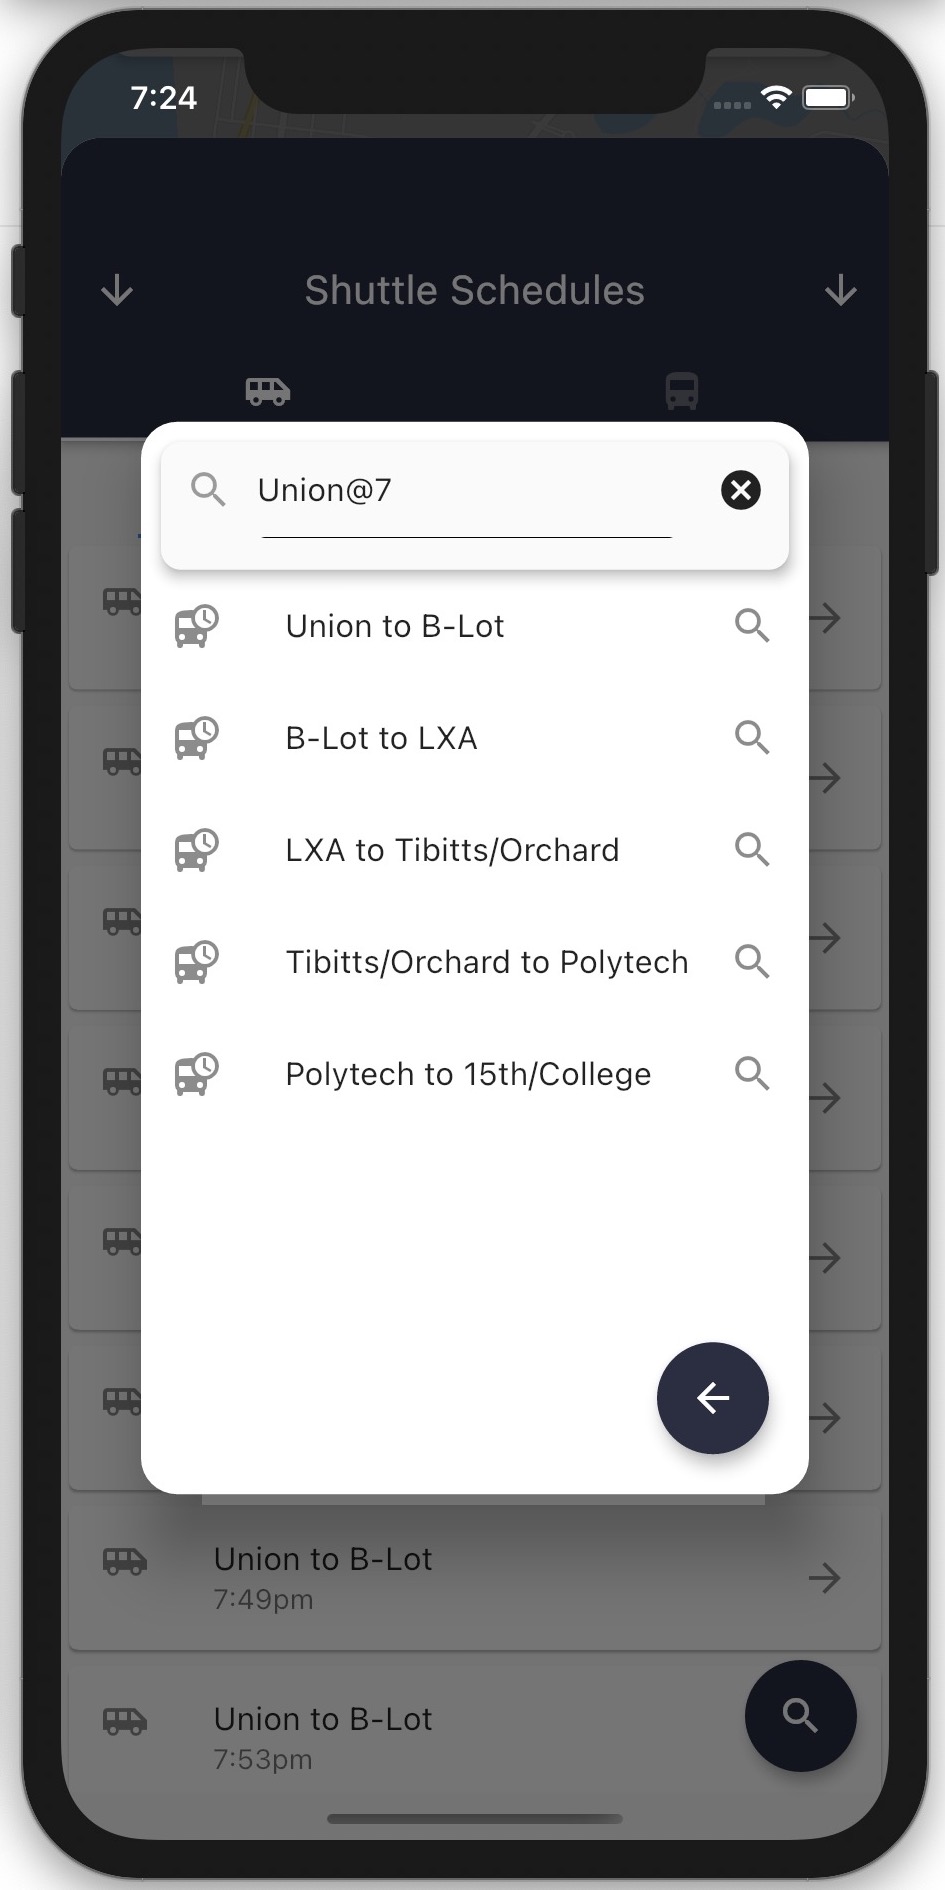 7:24
Shuttle Schedules
Union@7
Union to B-Lot
B-Lot to LXA
LXA to Tibitts/Orchard
Tibitts/Orchard to Polytech
Polytech to 15th/College
Union to B-Lot
7:49pm
Union to B-Lot
7:53pm